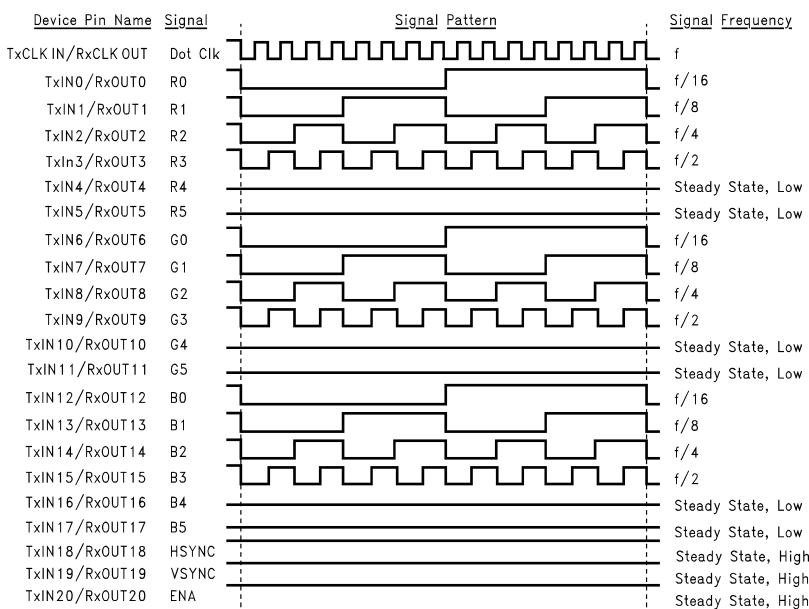 Device Pin Name Signal Signal Pattern Signal Frequency
TxCLK IN/RxCLK OUT Dot Clk f
TxIN0/RxOUT0 R0 f/16
TxIN1/RxOUT1 R1 f/8
TxIN2/RxOUT2 R2 f/4
TxIn3/RxOUT3 R3 f/2
TxIN4/RxOUT4 R4 Steady State, Low
TxIN5/RxOUT5 R5 Steady State, Low
TxIN6/RxOUT6 G0 f/16
TxIN7/RxOUT7 G1 f/8
TxIN8/RxOUT8 G2 f/4
TxIN9/RxOUT9 G3 f/2
TxIN10/RxOUT10 G4 Steady State, Low
TxIN11/RxOUT11 G5 Steady State, Low
TxIN12/RxOUT12 B0 f/16
TxIN13/RxOUT13 B1 f/8
TxIN14/RxOUT14 B2 f/4
TxIN15/RxOUT15 B3 f/2
TxIN16/RxOUT16 B4 Steady State, Low
TxIN17/RxOUT17 B5 Steady State, Low
TxIN18/RxOUT18 HSYNC Steady State, High
TxIN19/RxOUT19 VSYNC Steady State, High
TxIN20/RxOUT20 ENA Steady State, High